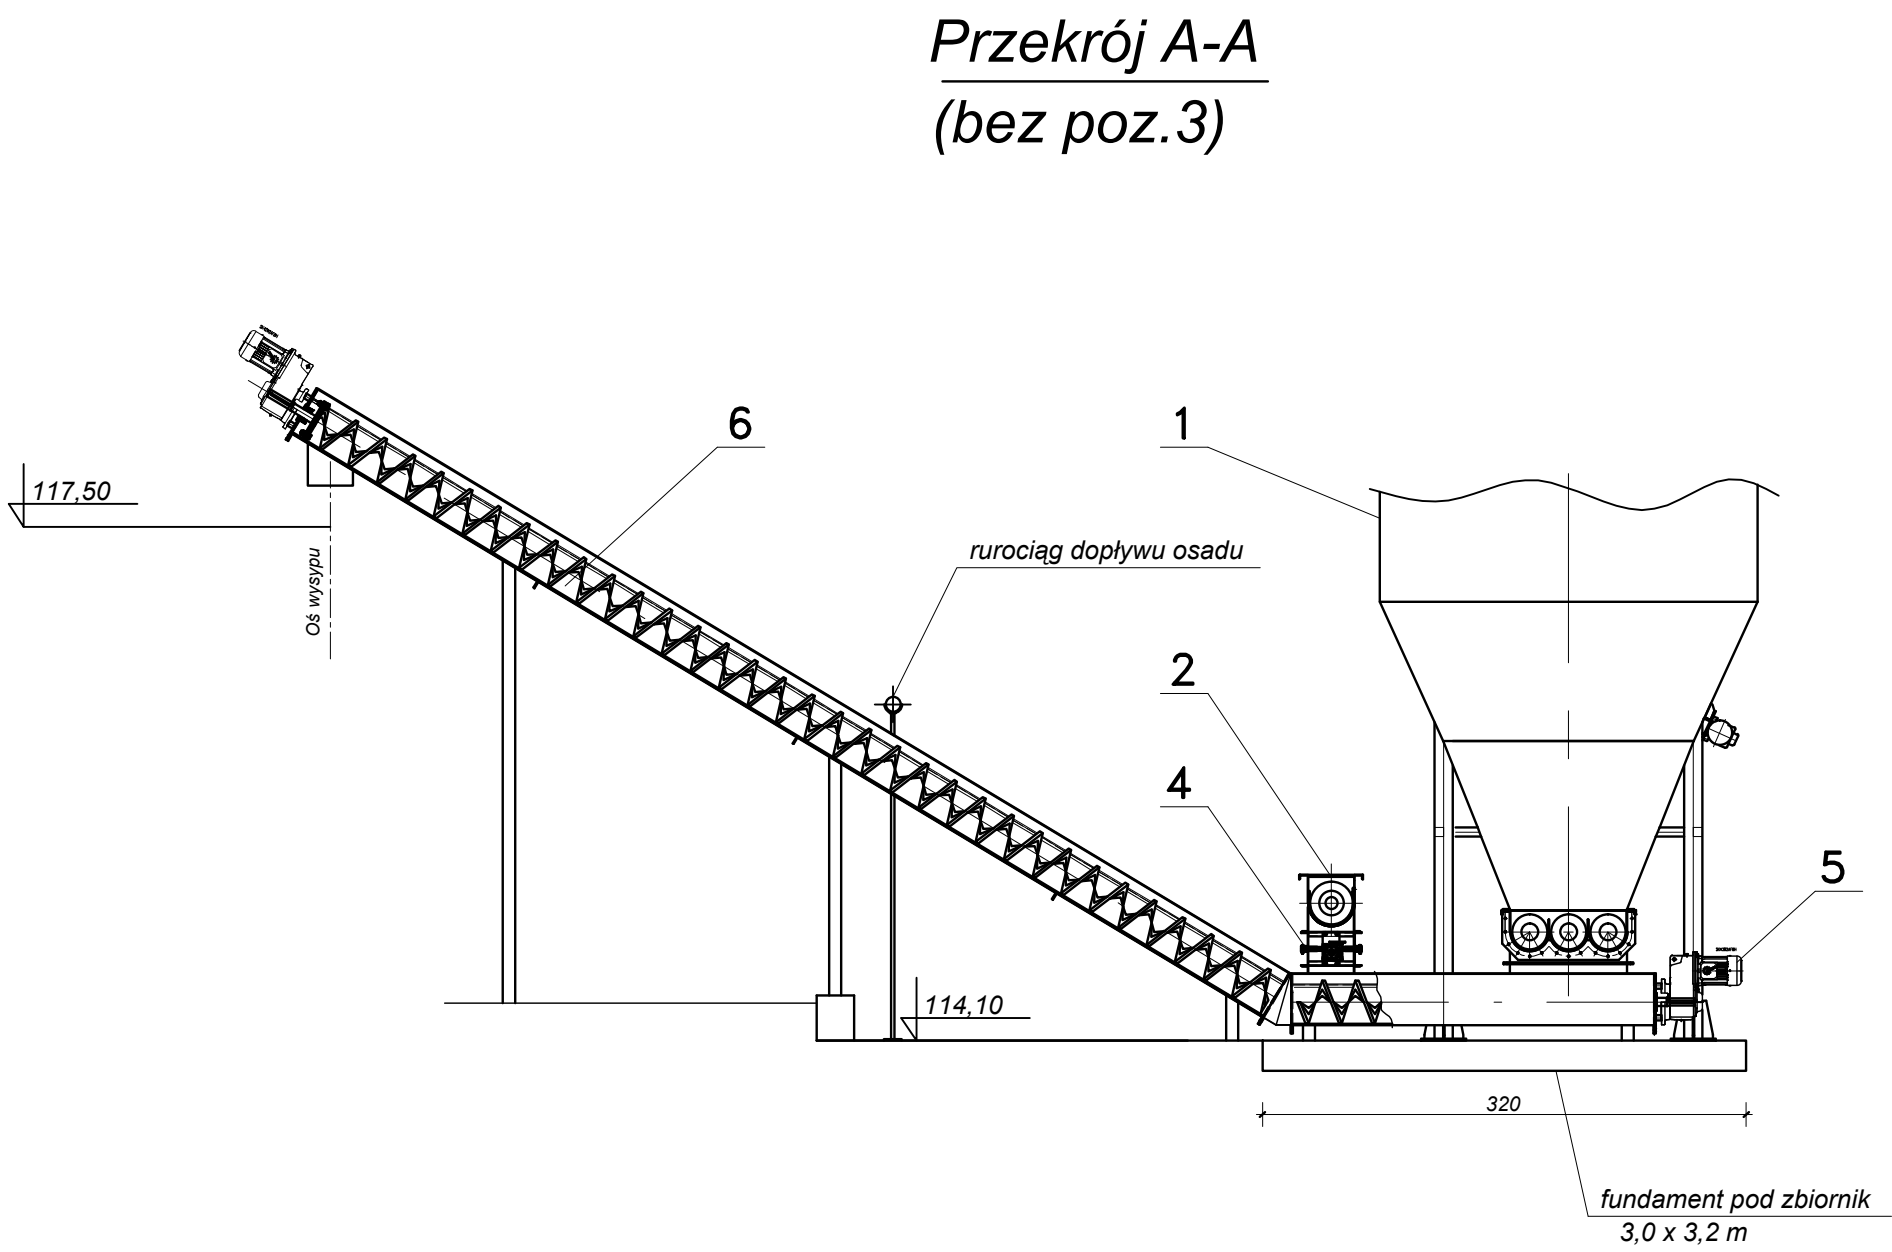 Przekrój A-A
(bez poz.3)
6
1
117,50
rurociąg dopływu osadu
Oś wysypu
2
4
5
114,10
320
fundament pod zbiornik
3,0 x 3,2 m